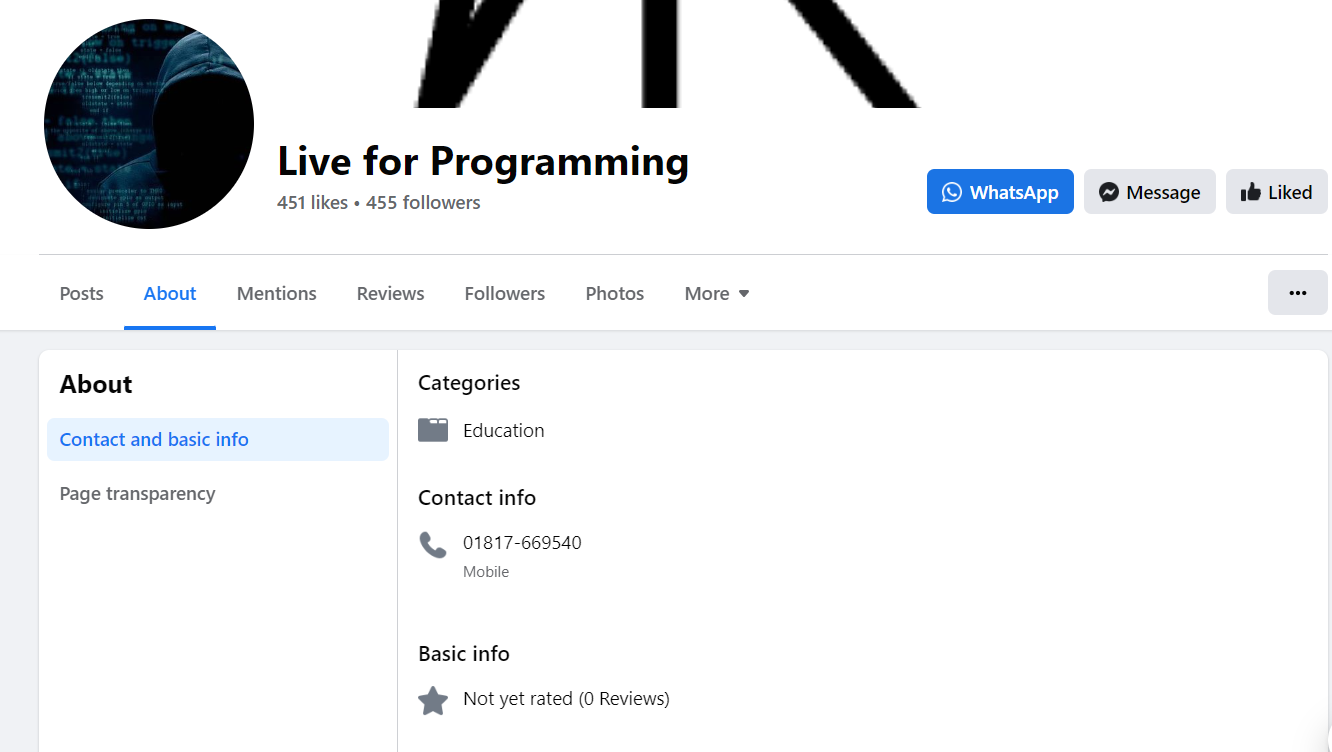 Live for Programming
451 likes • 455 followers
WhatsApp
Message
Liked
Posts
About
Mentions
Reviews
Followers
Photos
More
About
Contact and basic info
Page transparency
Categories
Education
Contact info
01817-669540
Mobile
Basic info
Not yet rated (0 Reviews)